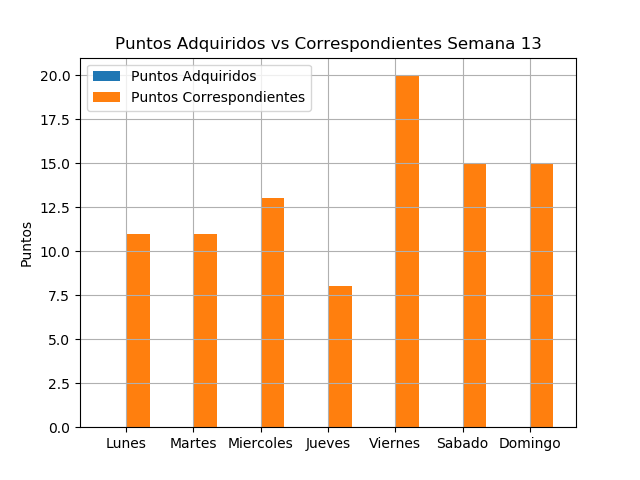 Puntos Adquiridos vs Correspondientes Semana 13
Puntos Adquiridos
Puntos Correspondientes
20.0
17.5
15.0
12.5
10.0
7.5
5.0
2.5
0.0
Puntos
Lunes Martes Miercoles Jueves Viernes Sabado Domingo